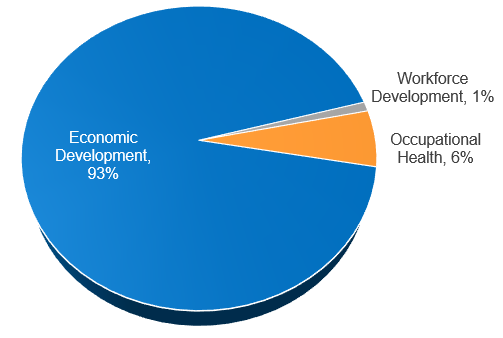 Workforce
Development, 1%
Economic
Development,
93%
Occupational
Health, 6%